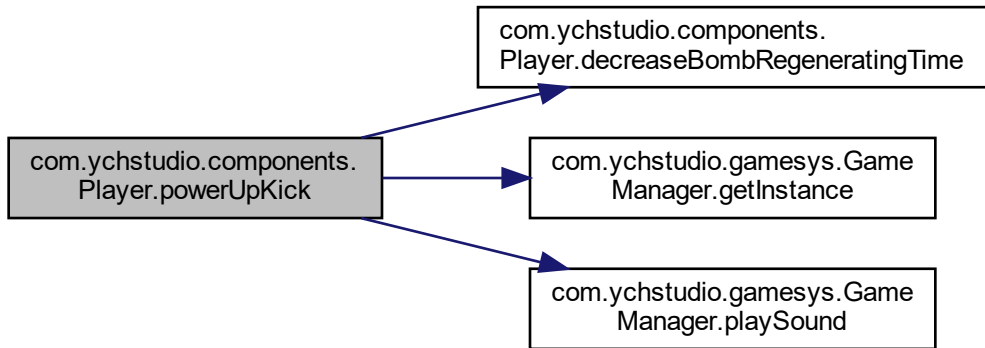 com.ychstudio.components.
Player.decreaseBombRegeneratingTime
com.ychstudio.components.
Player.powerUpKick
com.ychstudio.gamesys.Game
Manager.getInstance
com.ychstudio.gamesys.Game
Manager.playSound